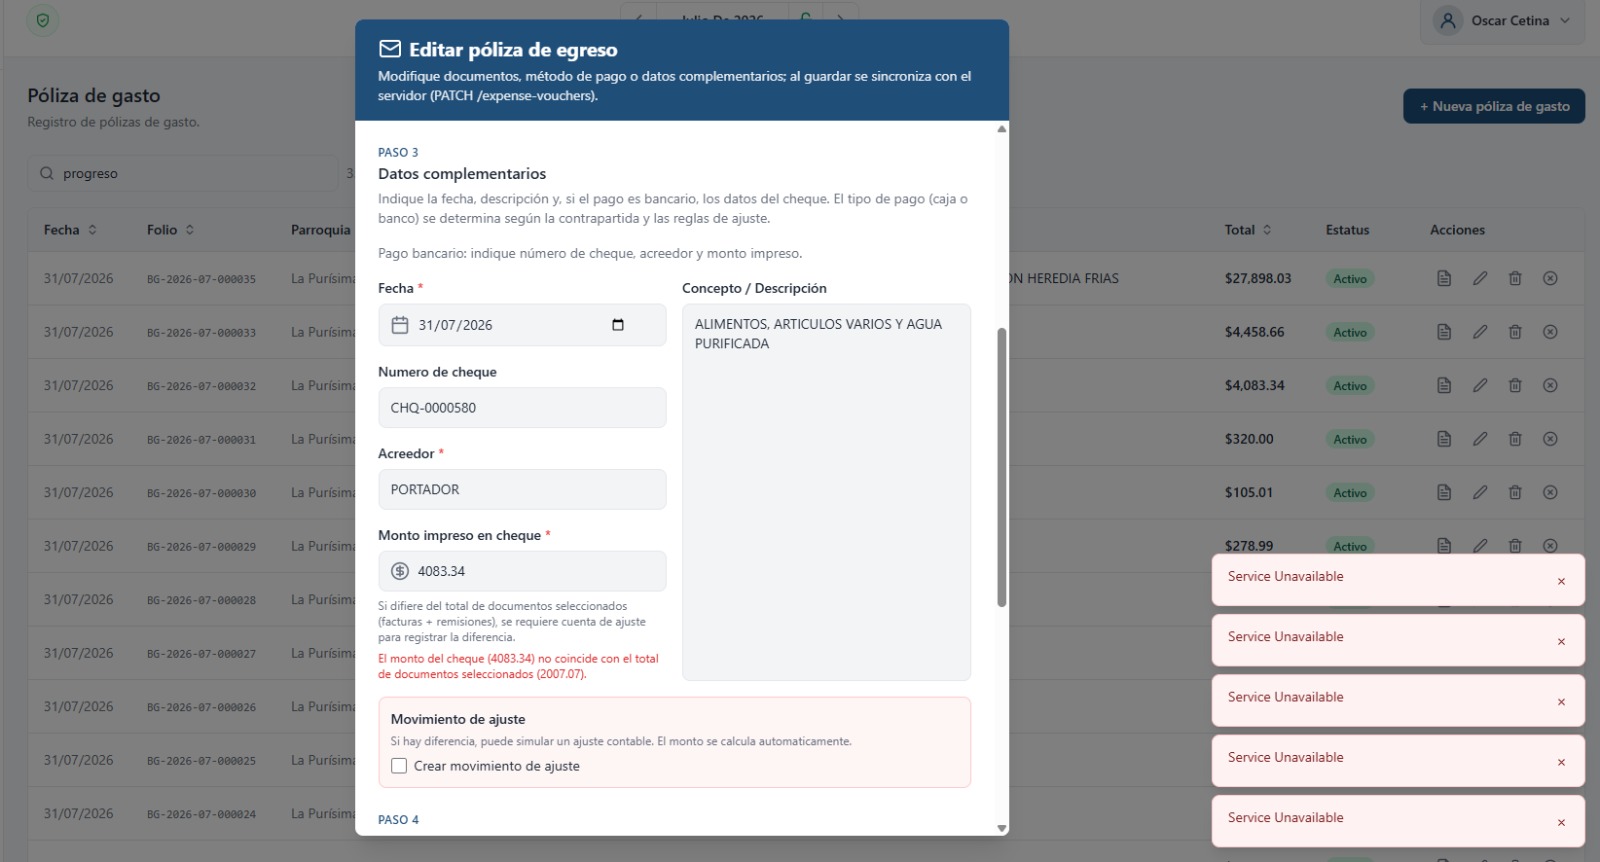 Julio De 2026
Oscar Cetina
Póliza de gasto
Registro de pólizas de gasto.
+ Nueva póliza de gasto
progreso
3
Fecha Folio Parroquia Total Estatus Acciones
31/07/2026 BG-2026-07-000035 La Purísima ON HEREDIA FRIAS $27,898.03 Activo
31/07/2026 BG-2026-07-000033 La Purísima $4,458.66 Activo
31/07/2026 BG-2026-07-000032 La Purísima $4,083.34 Activo
31/07/2026 BG-2026-07-000031 La Purísima $320.00 Activo
31/07/2026 BG-2026-07-000030 La Purísima $105.01 Activo
31/07/2026 BG-2026-07-000029 La Purísima $278.99 Activo
31/07/2026 BG-2026-07-000028 La Purísima
31/07/2026 BG-2026-07-000027 La Purísima
31/07/2026 BG-2026-07-000026 La Purísima
31/07/2026 BG-2026-07-000025 La Purísima
31/07/2026 BG-2026-07-000024 La Purísima
Editar póliza de egreso
Modifique documentos, método de pago o datos complementarios; al guardar se sincroniza con el
servidor (PATCH /expense-vouchers).
PASO 3
Datos complementarios
Indique la fecha, descripción y, si el pago es bancario, los datos del cheque. El tipo de pago (caja o
banco) se determina según la contrapartida y las reglas de ajuste.
Pago bancario: indique número de cheque, acreedor y monto impreso.
Fecha *
31/07/2026
Numero de cheque
CHQ-0000580
Acreedor *
PORTADOR
Monto impreso en cheque *
4083.34
Si difiere del total de documentos seleccionados
(facturas + remisiones), se requiere cuenta de ajuste
para registrar la diferencia.
El monto del cheque (4083.34) no coincide con el total
de documentos seleccionados (2007.07).
Concepto / Descripción
ALIMENTOS, ARTICULOS VARIOS Y AGUA
PURIFICADA
Movimiento de ajuste
Si hay diferencia, puede simular un ajuste contable. El monto se calcula automaticamente.
Crear movimiento de ajuste
PASO 4
Service Unavailable ×
Service Unavailable ×
Service Unavailable ×
Service Unavailable ×
Service Unavailable ×